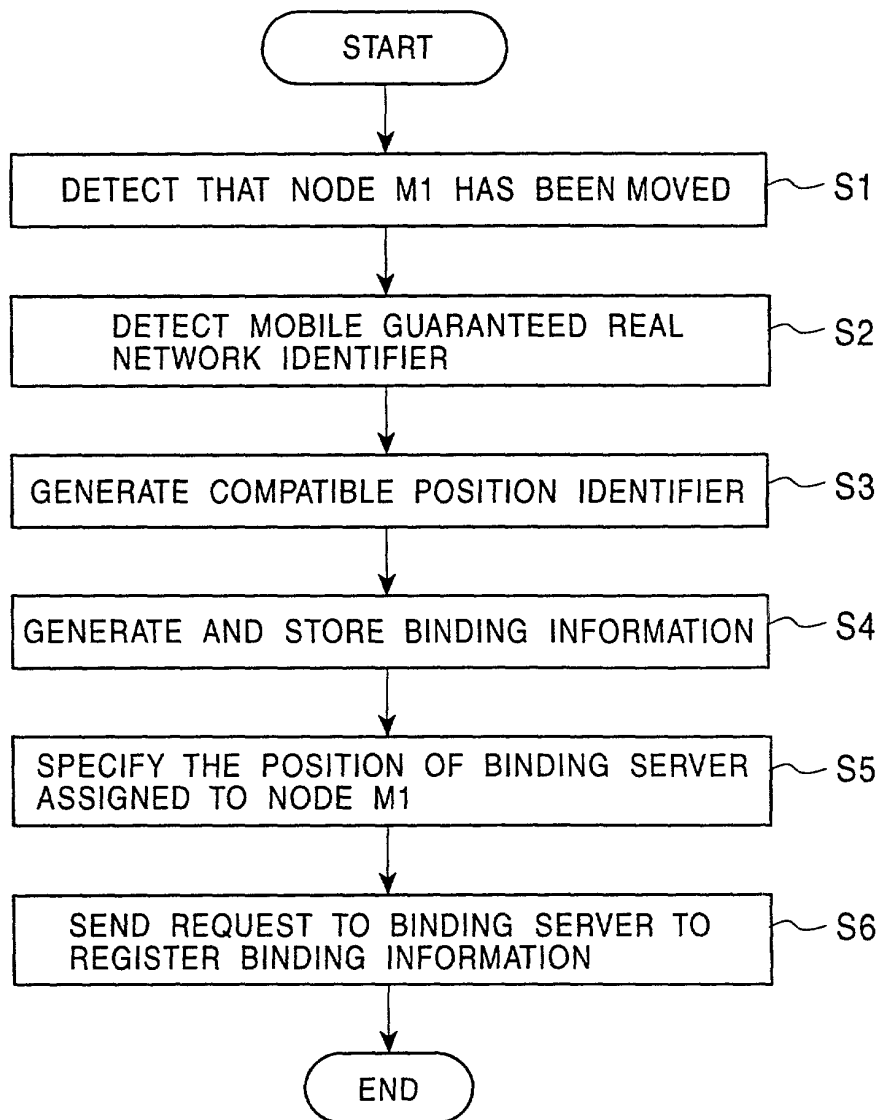 START
DETECT THAT NODE M1 HAS BEEN MOVED
S1
DETECT MOBILE GUARANTEED REAL
NETWORK IDENTIFIER
S2
GENERATE COMPATIBLE POSITION IDENTIFIER
S3
GENERATE AND STORE BINDING INFORMATION
S4
SPECIFY THE POSITION OF BINDING SERVER
ASSIGNED TO NODE M1
S5
SEND REQUEST TO BINDING SERVER TO
REGISTER BINDING INFORMATION
S6
END